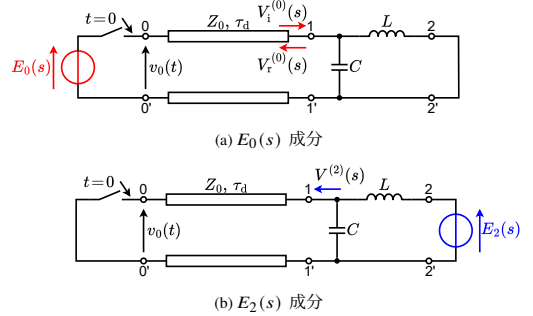 t=0 0 Z₀, τd Vᵢ⁽⁰⁾(s) 1 L 2
E₀(s) v₀(t) Vᵣ⁽⁰⁾(s) C
0' 1' 2'
(a) E₀(s) 成分
t=0 0 Z₀, τd 1 V⁽²⁾(s) L 2
v₀(t) C E₂(s)
0' 1' 2'
(b) E₂(s) 成分